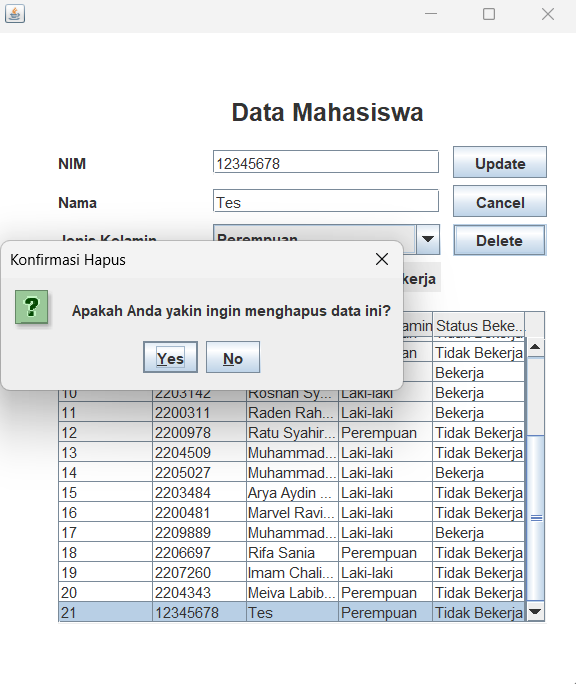 Data Mahasiswa
NIM 12345678 Update
Nama Tes Cancel
Jenis Kelamin Perempuan Delete
Konfirmasi Hapus
kerja
?
Apakah Anda yakin ingin menghapus data ini?
Yes No
amin Status Beke...
an Tidak Bekerja
Bekerja
10 2203142 Roshan Sy... Laki-laki Bekerja
11 2200311 Raden Rah... Laki-laki Bekerja
12 2200978 Ratu Syahir... Perempuan Tidak Bekerja
13 2204509 Muhammad... Laki-laki Tidak Bekerja
14 2205027 Muhammad... Laki-laki Bekerja
15 2203484 Arya Aydin ... Laki-laki Tidak Bekerja
16 2200481 Marvel Ravi... Laki-laki Tidak Bekerja
17 2209889 Muhammad... Laki-laki Bekerja
18 2206697 Rifa Sania Perempuan Tidak Bekerja
19 2207260 Imam Chali... Laki-laki Tidak Bekerja
20 2204343 Meiva Labib... Perempuan Tidak Bekerja
21 12345678 Tes Perempuan Tidak Bekerja